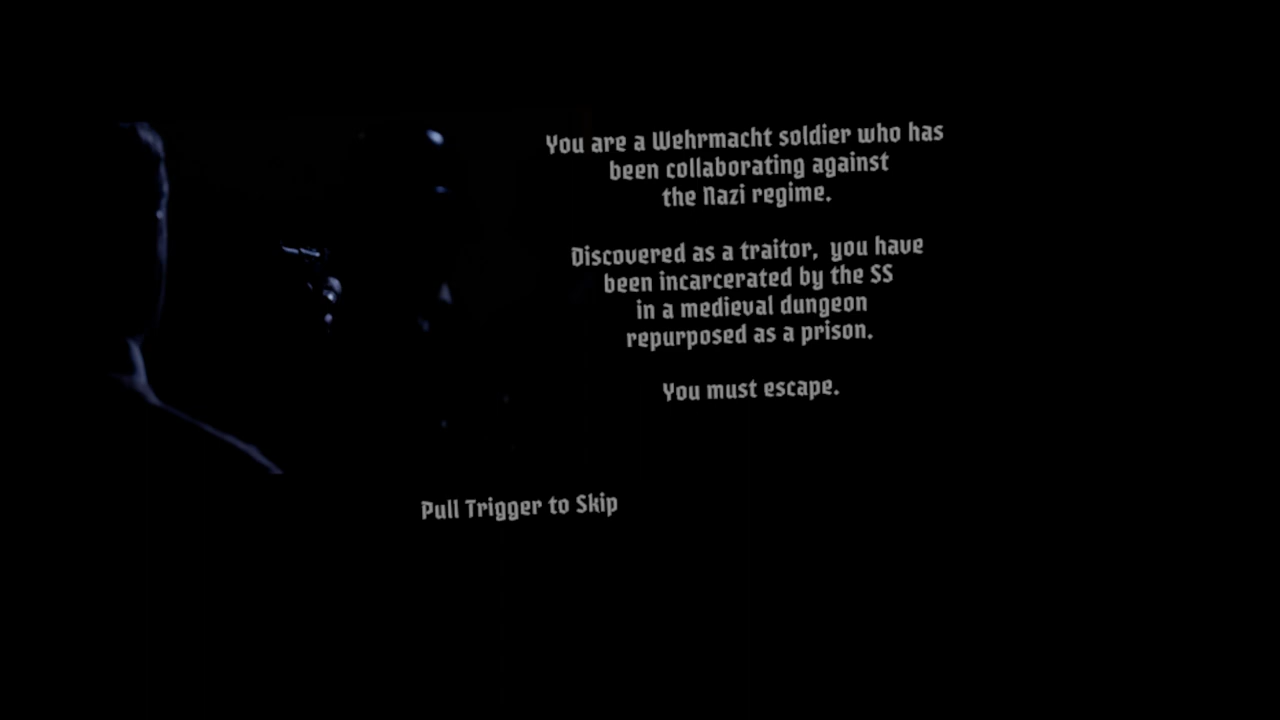 You are a Wehrmacht soldier who has
been collaborating against
the Nazi regime.
Discovered as a traitor, you have
been incarcerated by the SS
in a medieval dungeon
repurposed as a prison.
You must escape.
Pull Trigger to Skip